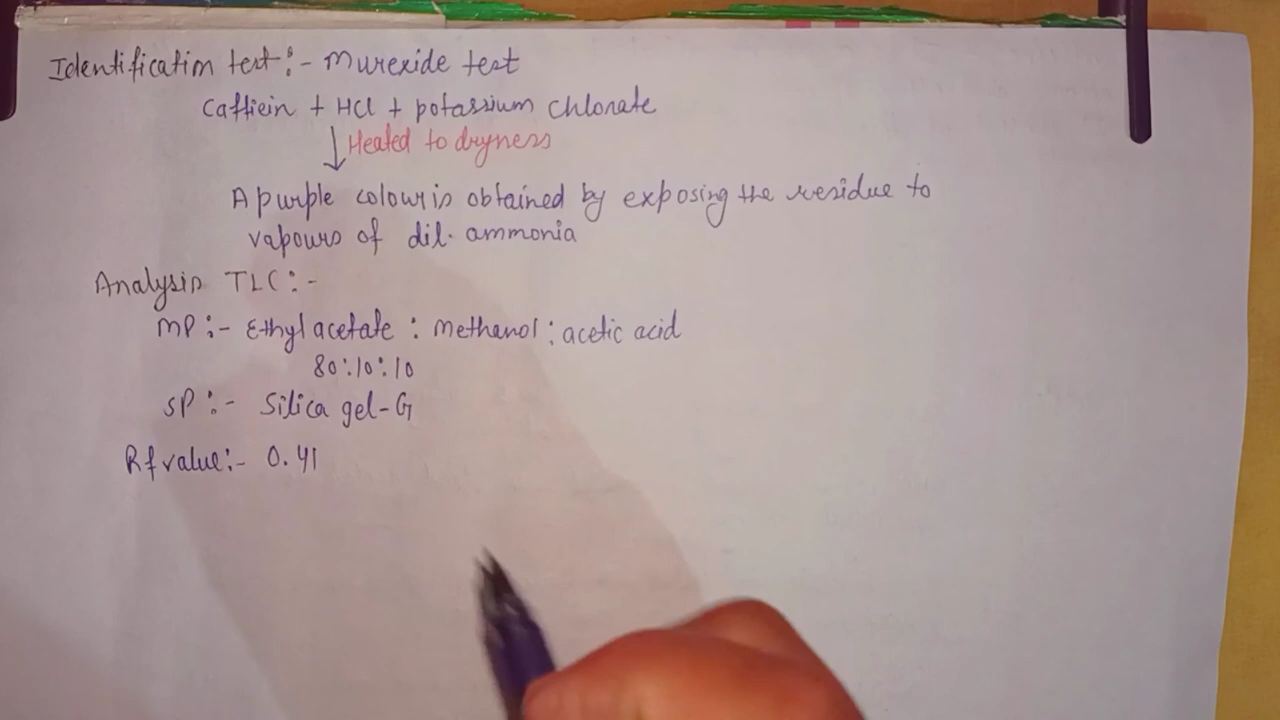 Identification test :- Murexide test
Caffiein + HCl + potassium chlorate
Heated to dryness
A purple colour is obtained by exposing the residue to
vapours of dil. ammonia
Analysis TLC :-
MP :- Ethyl acetate : methanol : acetic acid
80:10:10
SP :- Silica gel-G
Rf value :- 0.41